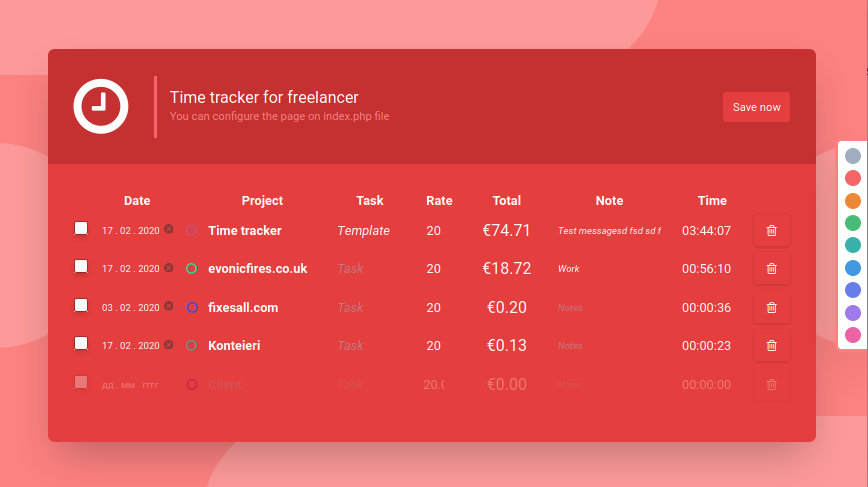 Time tracker for freelancer
You can configure the page on index.php file
Save now
Date Project Task Rate Total Note Time
17 . 02 . 2020 Time tracker Template 20 €74.71 Test messagesd fsd sd f 03:44:07
17 . 02 . 2020 evonicfires.co.uk Task 20 €18.72 Work 00:56:10
03 . 02 . 2020 fixesall.com Task 20 €0.20 Notes 00:00:36
17 . 02 . 2020 Konteieri Task 20 €0.13 Notes 00:00:23
дд . мм . гггг Client Task 20.0 €0.00 Notes 00:00:00